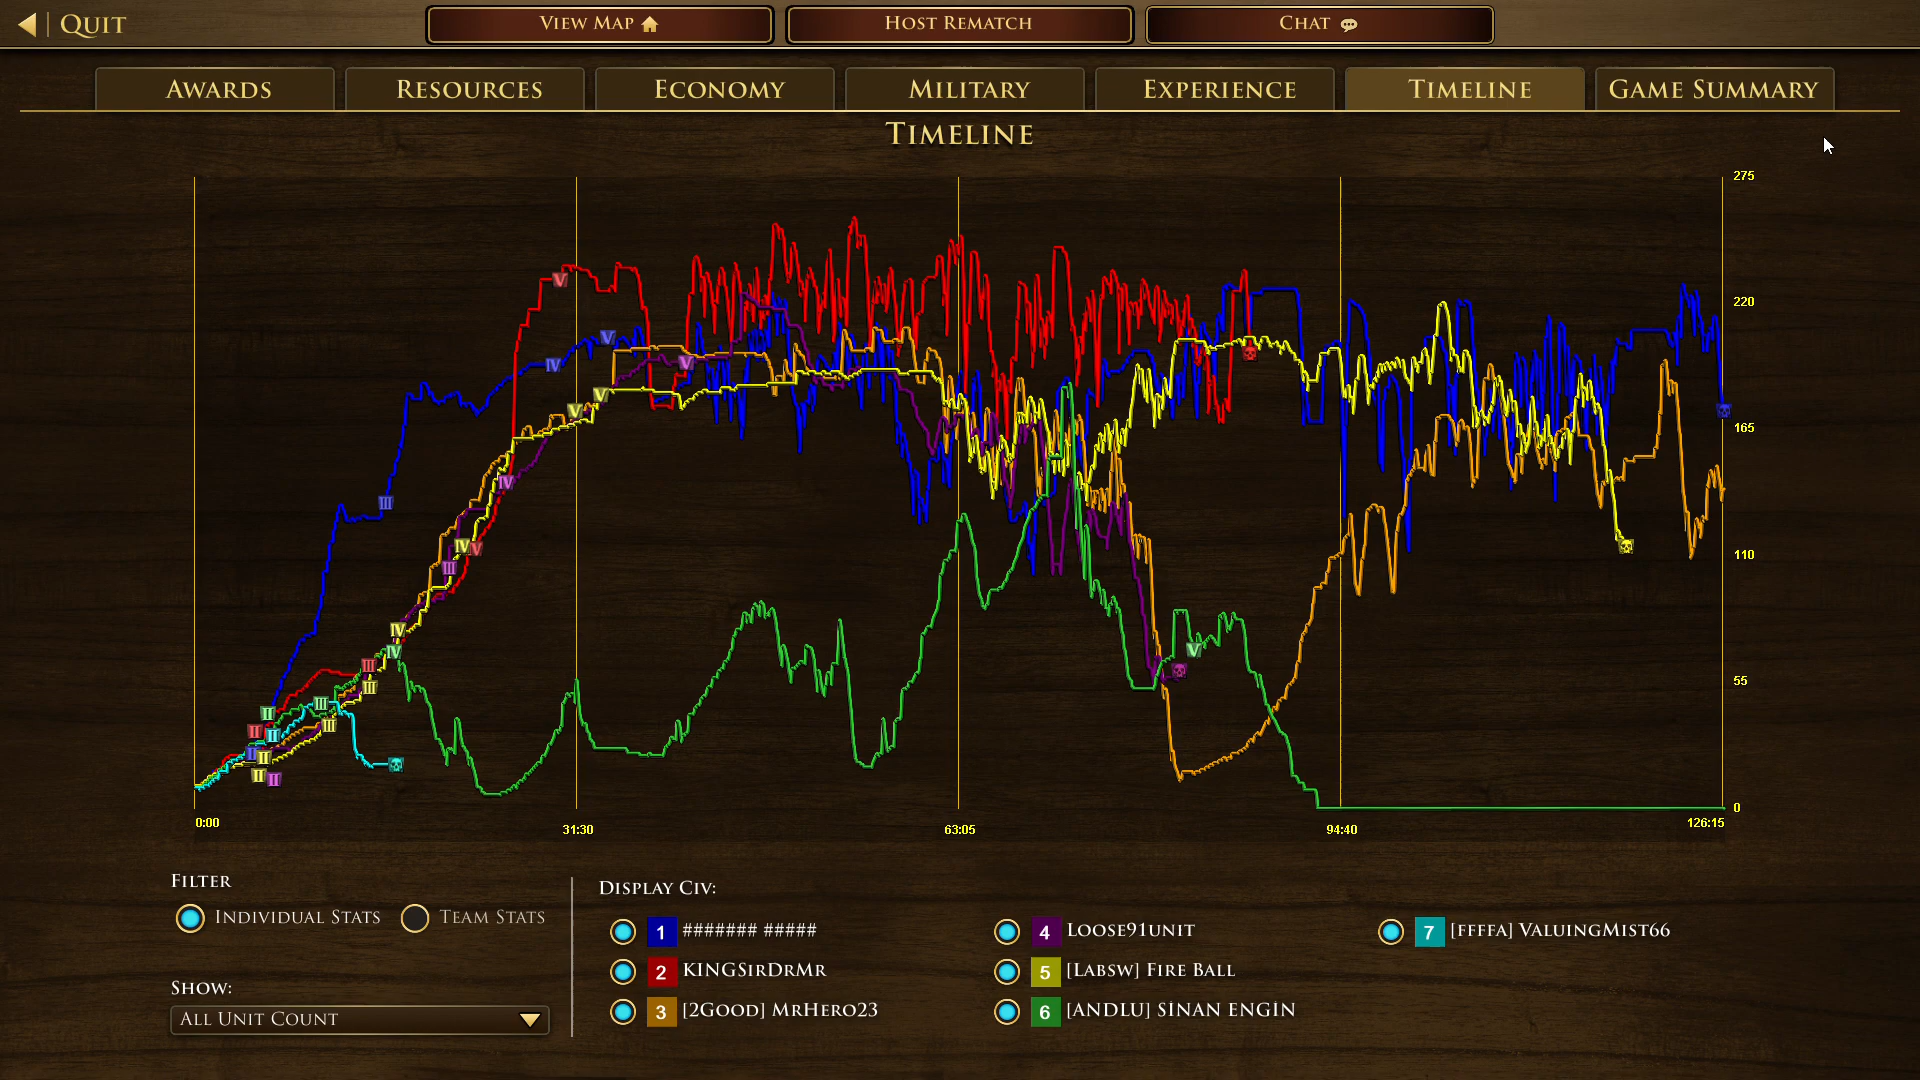 Quit
View Map
Host Rematch
Chat
Awards
Resources
Economy
Military
Experience
Timeline
Game Summary
Timeline
275
220
165
110
55
0
0:00
31:30
63:05
94:40
126:15
Filter
Individual Stats
Team Stats
Show:
All Unit Count
Display Civ:
1 ####### #####
2 KINGSirDrMr
3 [2Good] MrHero23
4 Loose91unit
5 [Labsw] Fire Ball
6 [ANDLU] SİNAN ENGİN
7 [ffffa] ValuingMist66